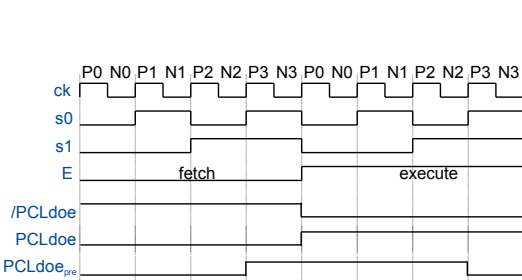 P0 N0 P1 N1 P2 N2 P3 N3 P0 N0 P1 N1 P2 N2 P3 N3
ck
s0
s1
E fetch execute
/PCLdoe
PCLdoe
PCLdoepre